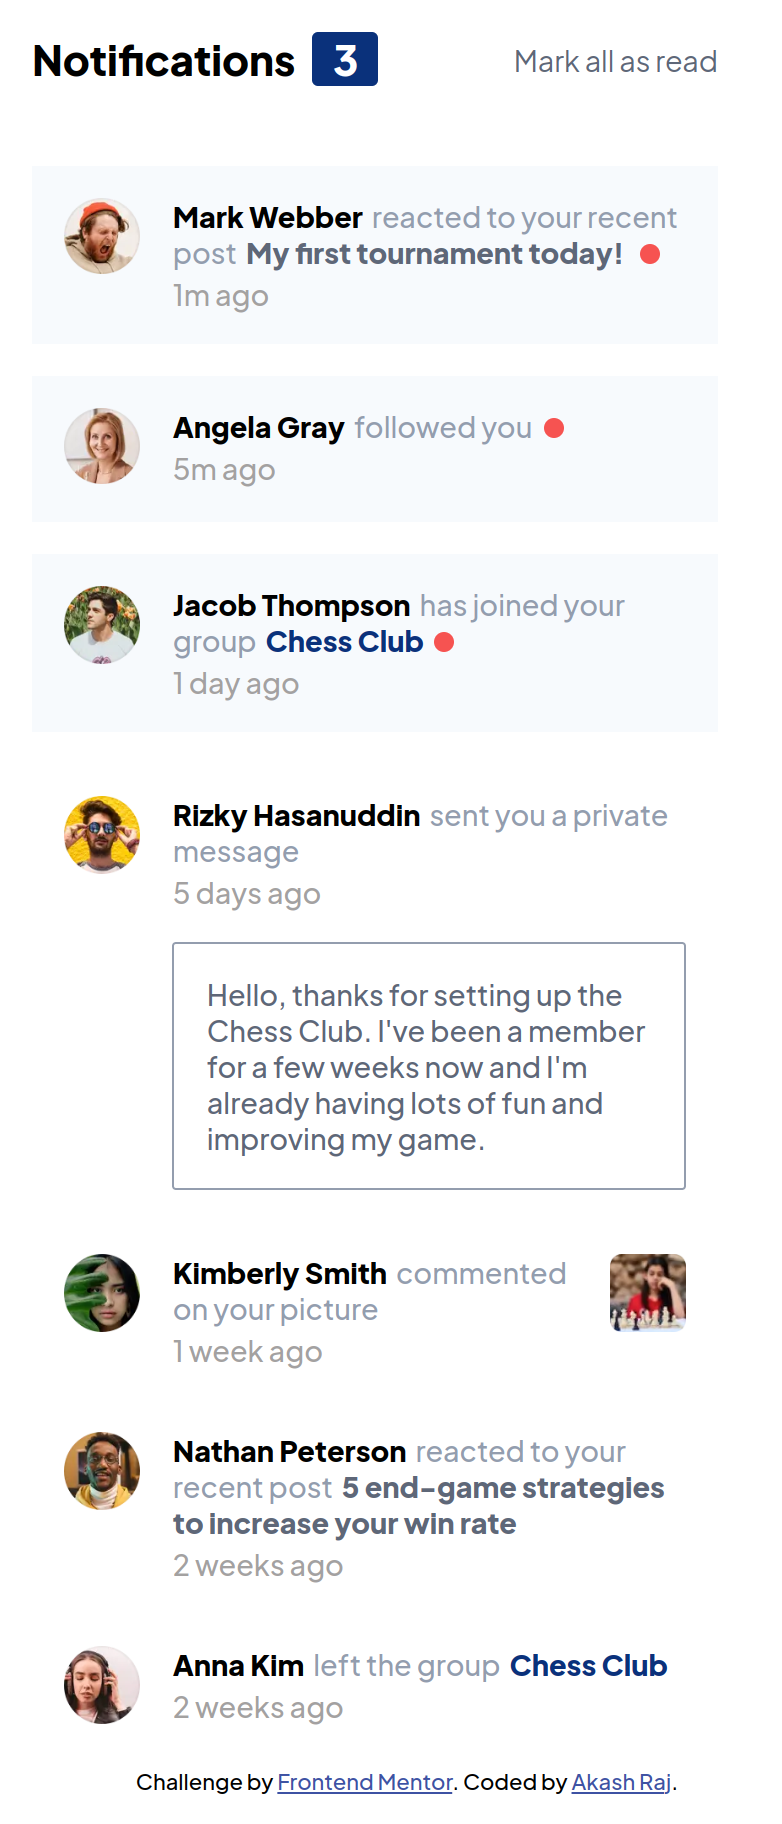 Notifications 3 Mark all as read
Mark Webber reacted to your recent
post My first tournament today!
1m ago
Angela Gray followed you
5m ago
Jacob Thompson has joined your
group Chess Club
1 day ago
Rizky Hasanuddin sent you a private
message
5 days ago
Hello, thanks for setting up the
Chess Club. I've been a member
for a few weeks now and I'm
already having lots of fun and
improving my game.
Kimberly Smith commented
on your picture
1 week ago
Nathan Peterson reacted to your
recent post 5 end-game strategies
to increase your win rate
2 weeks ago
Anna Kim left the group Chess Club
2 weeks ago
Challenge by Frontend Mentor. Coded by Akash Raj.